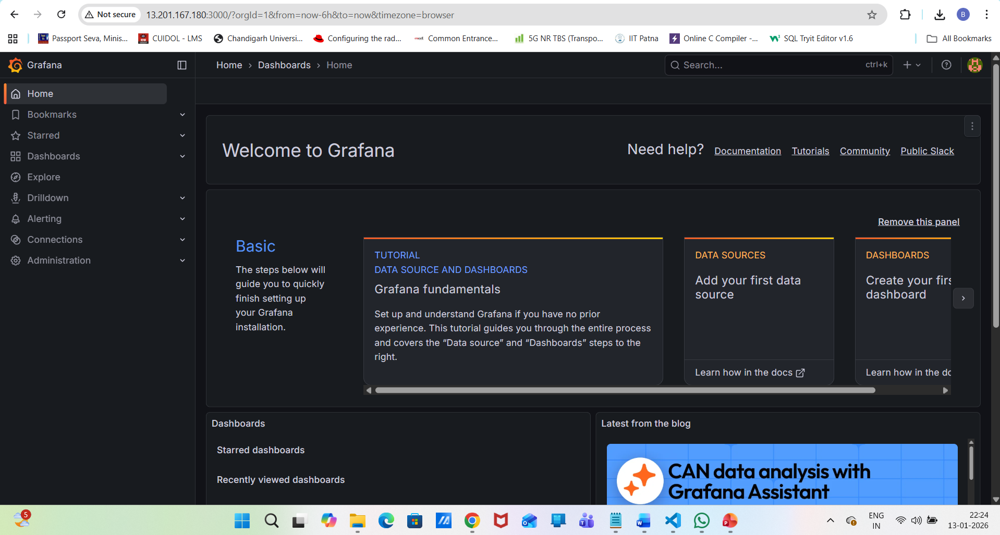 Not secure
13.201.167.180:3000/?orgId=1&from=now-6h&to=now&timezone=browser
B
Passport Seva, Minis...
CUIDOL - LMS
Chandigarh Universi...
Configuring the rad...
Common Entrance...
5G NR TBS (Transpo...
IIT Patna
Online C Compiler -...
SQL Tryit Editor v1.6
All Bookmarks
Grafana
Home › Dashboards › Home
Search...
ctrl+k
Home
Bookmarks
Starred
Dashboards
Explore
Drilldown
Alerting
Connections
Administration
Welcome to Grafana
Need help?
Documentation
Tutorials
Community
Public Slack
Remove this panel
Basic
The steps below will
guide you to quickly
finish setting up
your Grafana
installation.
TUTORIAL
DATA SOURCE AND DASHBOARDS
Grafana fundamentals
Set up and understand Grafana if you have no prior
experience. This tutorial guides you through the entire process
and covers the “Data source” and “Dashboards” steps to the
right.
DATA SOURCES
Add your first data
source
Learn how in the docs
DASHBOARDS
Create your firs
dashboard
Learn how in the do
Dashboards
Starred dashboards
Recently viewed dashboards
Latest from the blog
CAN data analysis with
Grafana Assistant
5
ENG
IN
22:24
13-01-2026